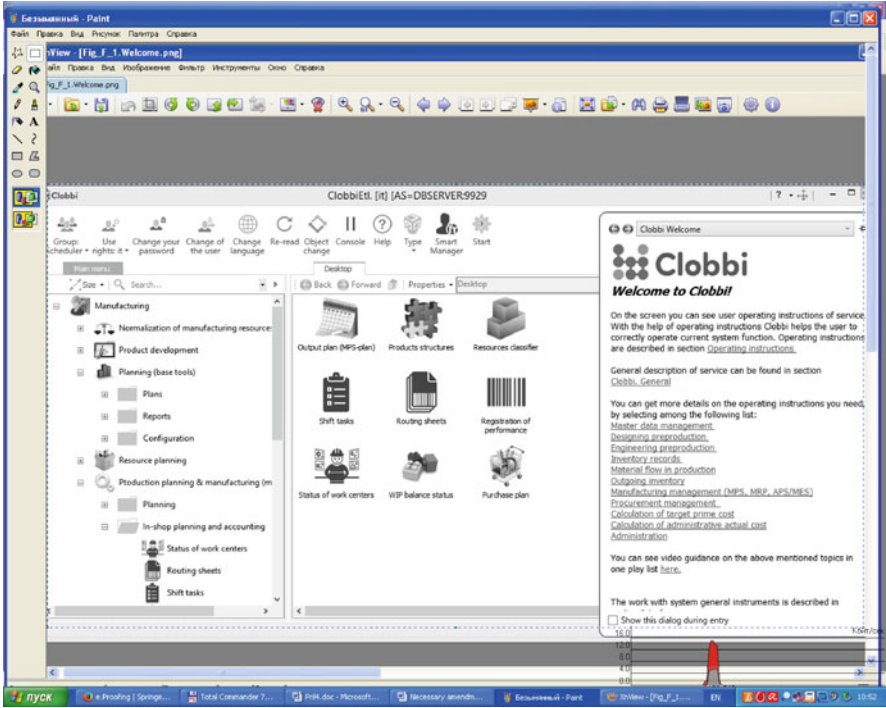 Безымянный - Paint
Файл Правка Вид Рисунок Палитра Справка
nView - [Fig_F_1.Welcome.png]
айл Правка Вид Изображение Фильтр Инструменты Окно Справка
ig_F_1.Welcome.png
Clobbi
ClobbiEtl. [it] [AS=DBSERVER:9929
Group: Use Change your Change of Change Re-read Object Console Help Type Smart Start
cheduler rights: it password the user language change Manager
Main menu
Desktop
Size Search...
Back Forward Properties Desktop
Manufacturing
Normalization of manufacturing resource
Product development
Planning (base tools)
Plans
Reports
Configuration
Resource planning
Ptoduction planning & manufacturing (m
Planning
In-shop planning and accounting
Status of work centers
Routing sheets
Shift tasks
Output plan (MPS-plan) Products structures Resources classifier
Shift tasks Routing sheets Registration of
performance
Status of work centers WIP balance status Purchase plan
Clobbi Welcome
Clobbi
Welcome to Clobbi!
On the screen you can see user operating instructions of service
With the help of operating instructions Clobbi helps the user to
correctly operate current system function. Operating instruction
are described in section Operating instructions.
General description of service can be found in section
Clobbi. General
You can get more details on the operating instructions you need,
by selecting among the following list:
Master data management
Designing preproduction
Engineering preproduction
Inventory records
Material flow in production
Outgoing inventory
Manufacturing management (MPS, MRP, APS/MES)
Procurement management
Calculation of target prime cost
Calculation of administrative actual cost
Administration
You can see video guidance on the above mentioned topics in
one play list here.
The work with system general instruments is described in
Show this dialog during entry
16.0
Кбит/сек
12.0
8.0
4.0
0.0
пуск
e.Proofing | Springe...
Total Commander 7...
Necessary amendm...
Безымянный - Paint
XnView - [Fig_F_1....
EN
10:52